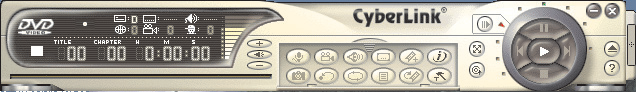 DVD
VIDEO
CyberLink®
TITLE CHAPTER H M S
00 00 0:00:00